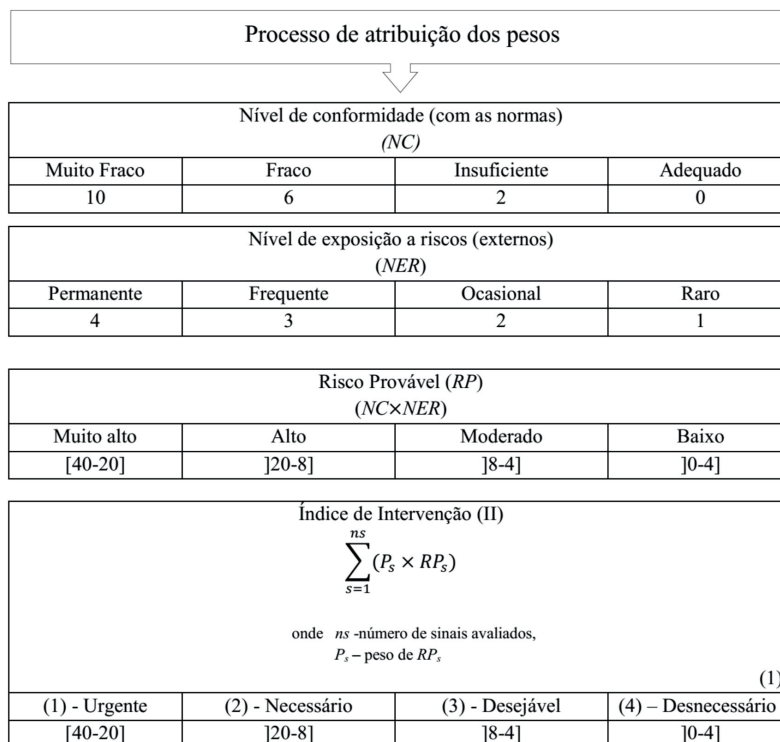 Processo de atribuição dos pesos
Nível de conformidade (com as normas)
(NC)
Muito Fraco Fraco Insuficiente Adequado
10 6 2 0
Nível de exposição a riscos (externos)
(NER)
Permanente Frequente Ocasional Raro
4 3 2 1
Risco Provável (RP)
(NC×NER)
Muito alto Alto Moderado Baixo
[40-20] ]20-8] ]8-4] ]0-4]
Índice de Intervenção (II)
ns
∑(Pₛ × RPₛ)
s=1
onde ns -número de sinais avaliados,
Pₛ – peso de RPₛ
(1)
(1) - Urgente (2) - Necessário (3) - Desejável (4) – Desnecessário
[40-20] ]20-8] ]8-4] ]0-4]